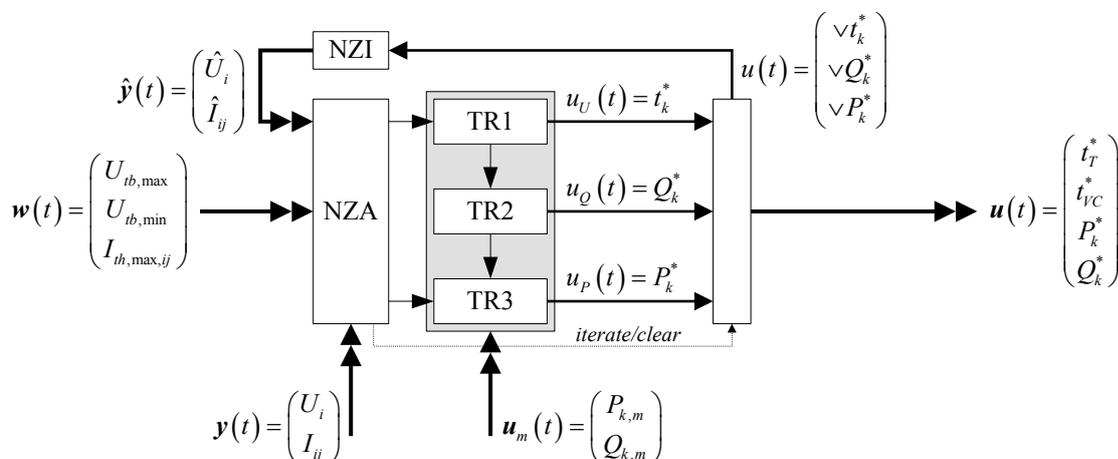 NZI
u(t) = (∨t_k^* ∨Q_k^* ∨P_k^*)
ŷ(t) = (Û_i Î_ij)
TR1
u_U(t) = t_k^*
w(t) = (U_tb,max U_tb,min I_th,max,ij)
NZA
TR2
u_Q(t) = Q_k^*
u(t) = (t_T^* t_VC^* P_k^* Q_k^*)
TR3
u_P(t) = P_k^*
iterate/clear
y(t) = (U_i I_ij)
u_m(t) = (P_k,m Q_k,m)